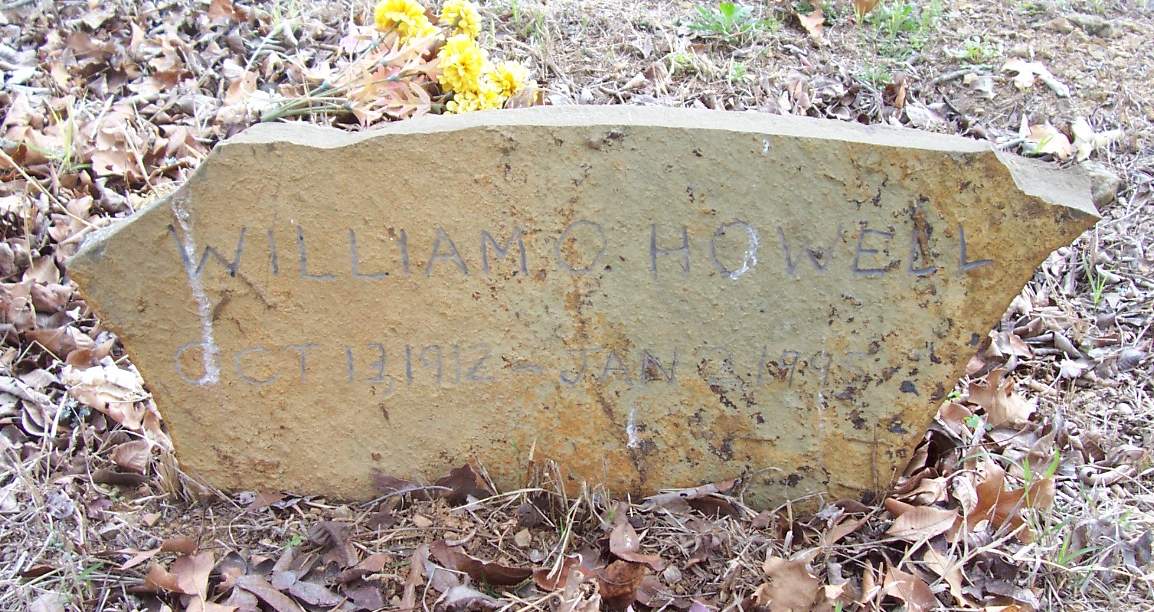 WILLIAM O HOWELL
OCT 13, 1912 - JAN